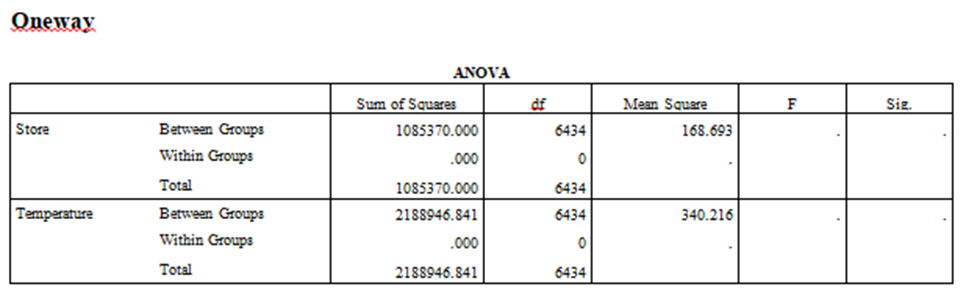 Oneway
ANOVA
Sum of Squares df Mean Square F Sig.
Store Between Groups 1085370.000 6434 168.693 . .
Within Groups .000 0 .
Total 1085370.000 6434
Temperature Between Groups 2188946.841 6434 340.216 . .
Within Groups .000 0 .
Total 2188946.841 6434